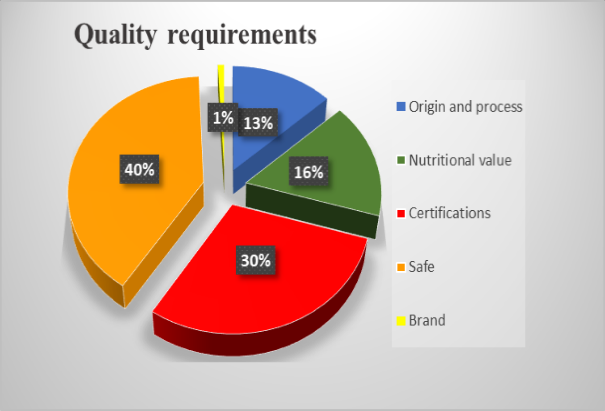 Quality requirements
1%
13%
16%
40%
30%
Origin and process
Nutritional value
Certifications
Safe
Brand